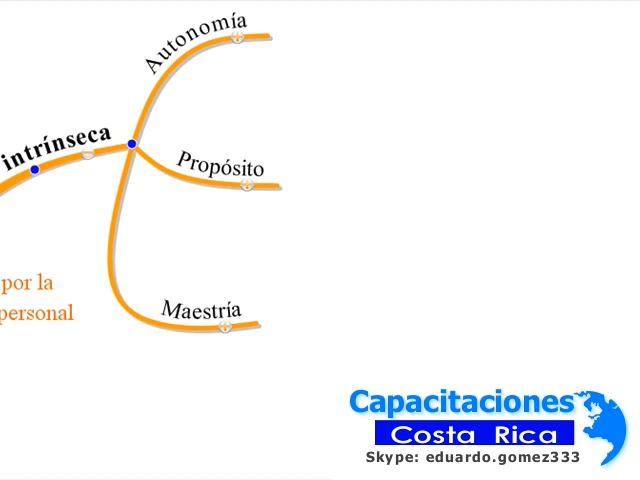 Autonomía
intrínseca
Propósito
por la
personal
Maestría
Capacitaciones
Costa Rica
Skype: eduardo.gomez333